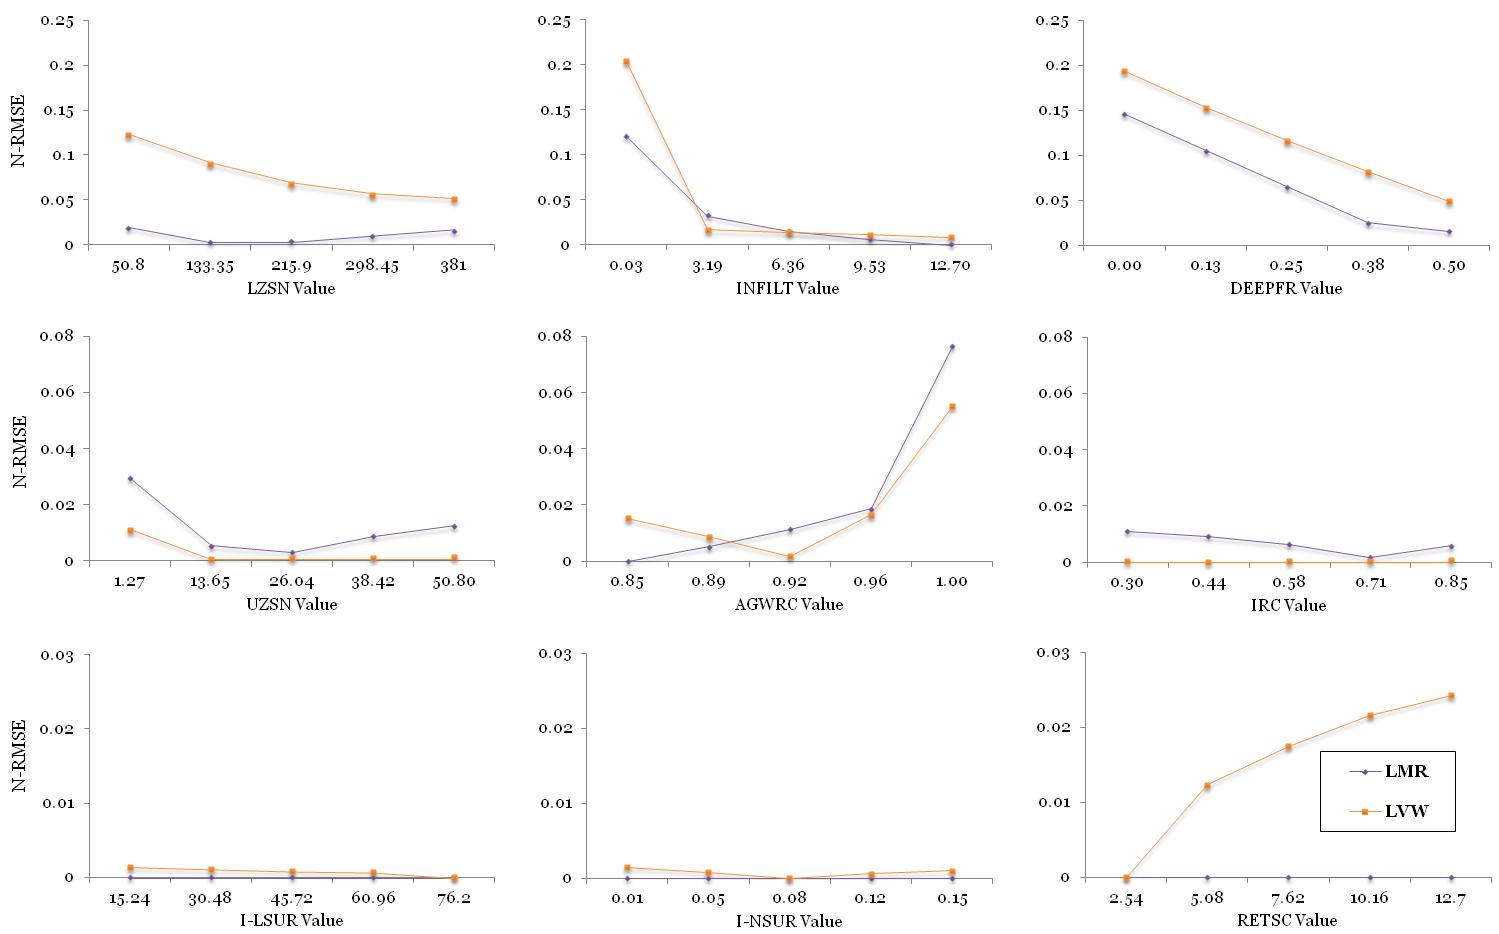 0.25 0.25 0.25
0.2 0.2 0.2
0.15 0.15 0.15
N-RMSE
0.1 0.1 0.1
0.05 0.05 0.05
0 0 0
50.8 133.35 215.9 298.45 381 0.03 3.19 6.36 9.53 12.70 0.00 0.13 0.25 0.38 0.50
LZSN Value INFILT Value DEEPFR Value
0.08 0.08 0.08
0.06 0.06 0.06
N-RMSE
0.04 0.04 0.04
0.02 0.02 0.02
0 0 0
1.27 13.65 26.04 38.42 50.80 0.85 0.89 0.92 0.96 1.00 0.30 0.44 0.58 0.71 0.85
UZSN Value AGWRC Value IRC Value
0.03 0.03 0.03
0.02 0.02 0.02
N-RMSE
LMR
0.01 0.01 0.01
LVW
0 0 0
15.24 30.48 45.72 60.96 76.2 0.01 0.05 0.08 0.12 0.15 2.54 5.08 7.62 10.16 12.7
I-LSUR Value I-NSUR Value RETSC Value